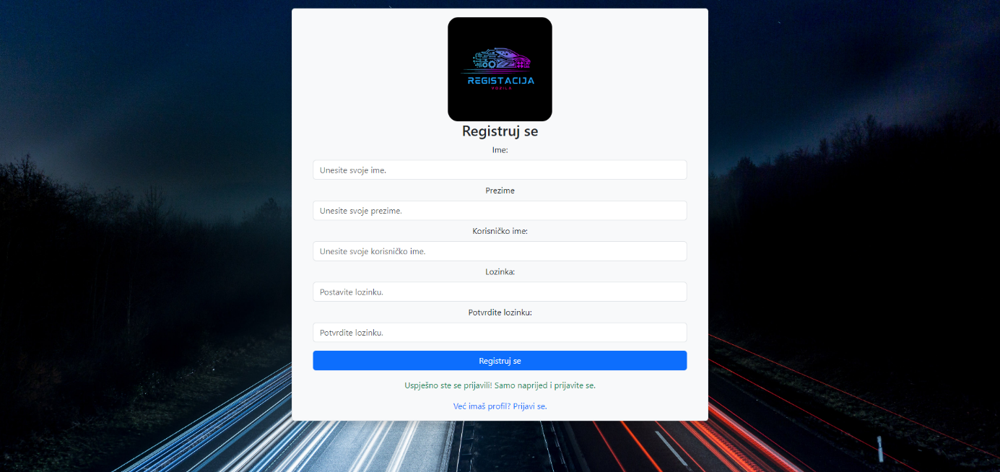 REGISTACIJA
VOZILA
Registruj se
Ime:
Unesite svoje ime.
Prezime
Unesite svoje prezime.
Korisničko ime:
Unesite svoje korisničko ime.
Lozinka:
Postavite lozinku.
Potvrdite lozinku:
Potvrdite lozinku.
Registruj se
Uspješno ste se prijavili! Samo naprijed i prijavite se.
Već imaš profil? Prijavi se.